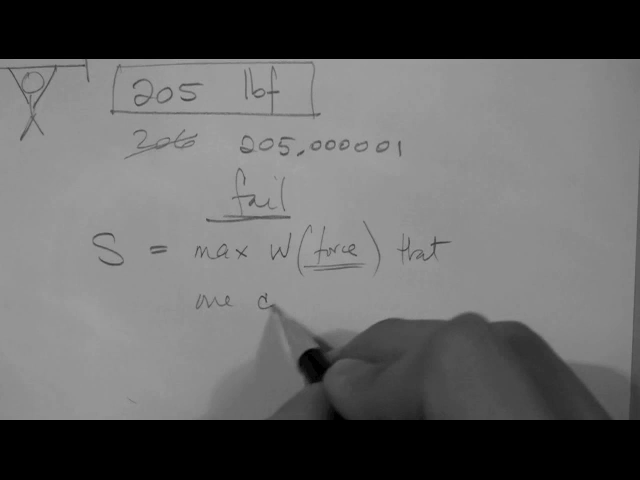 205 lbf
206 205.000001
fail
S = max W (force) that
one c